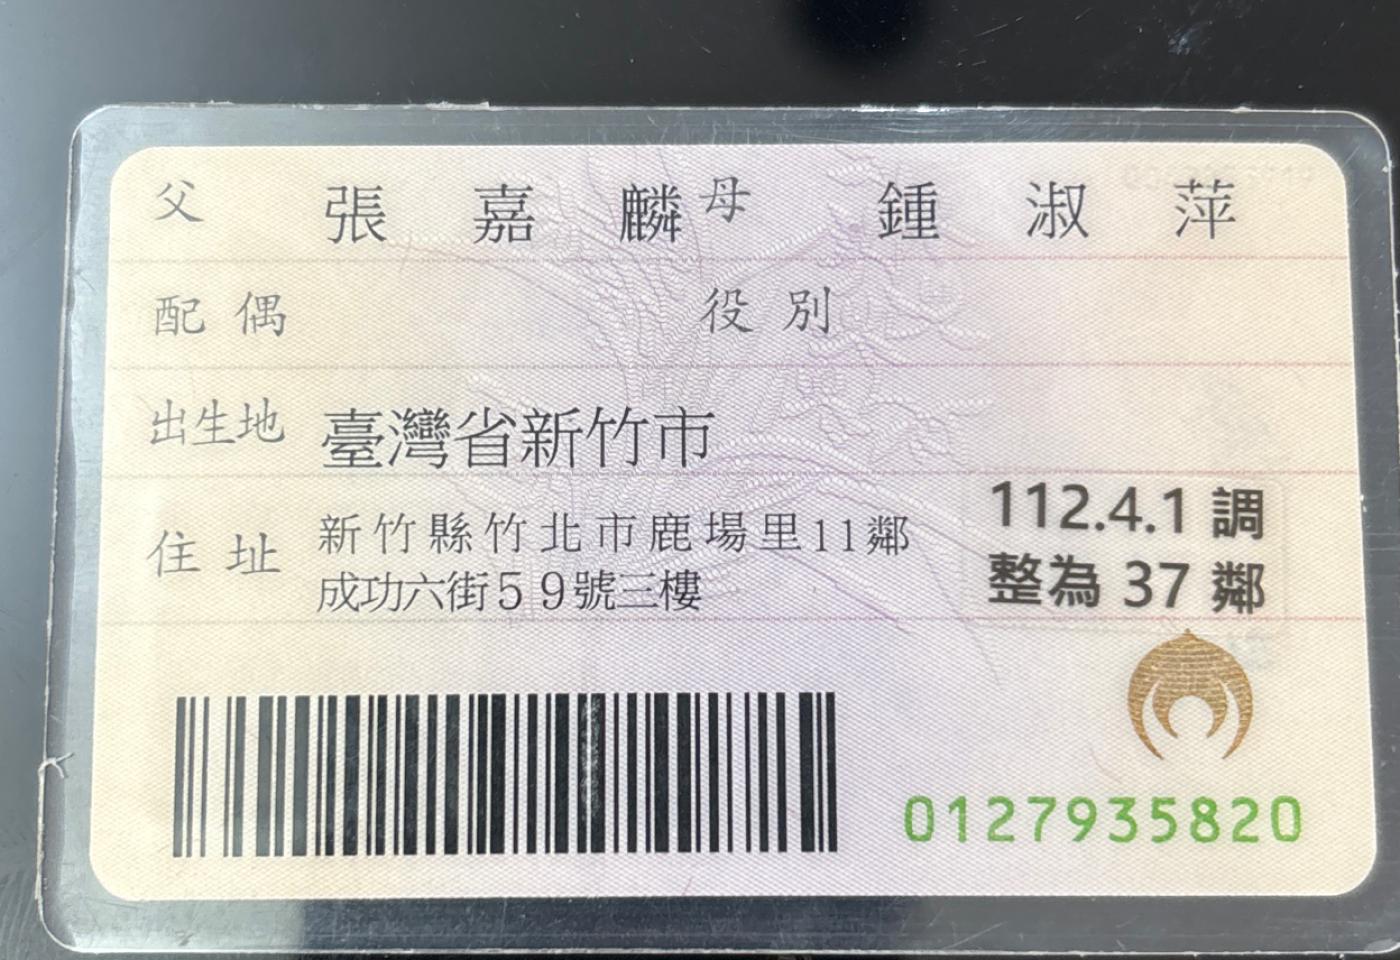 父 張嘉麟 母 鍾淑萍
配偶 役別
出生地 臺灣省新竹市
住址 新竹縣竹北市鹿場里11鄰
成功六街59號三樓
112.4.1 調
整為 37 鄰
0127935820